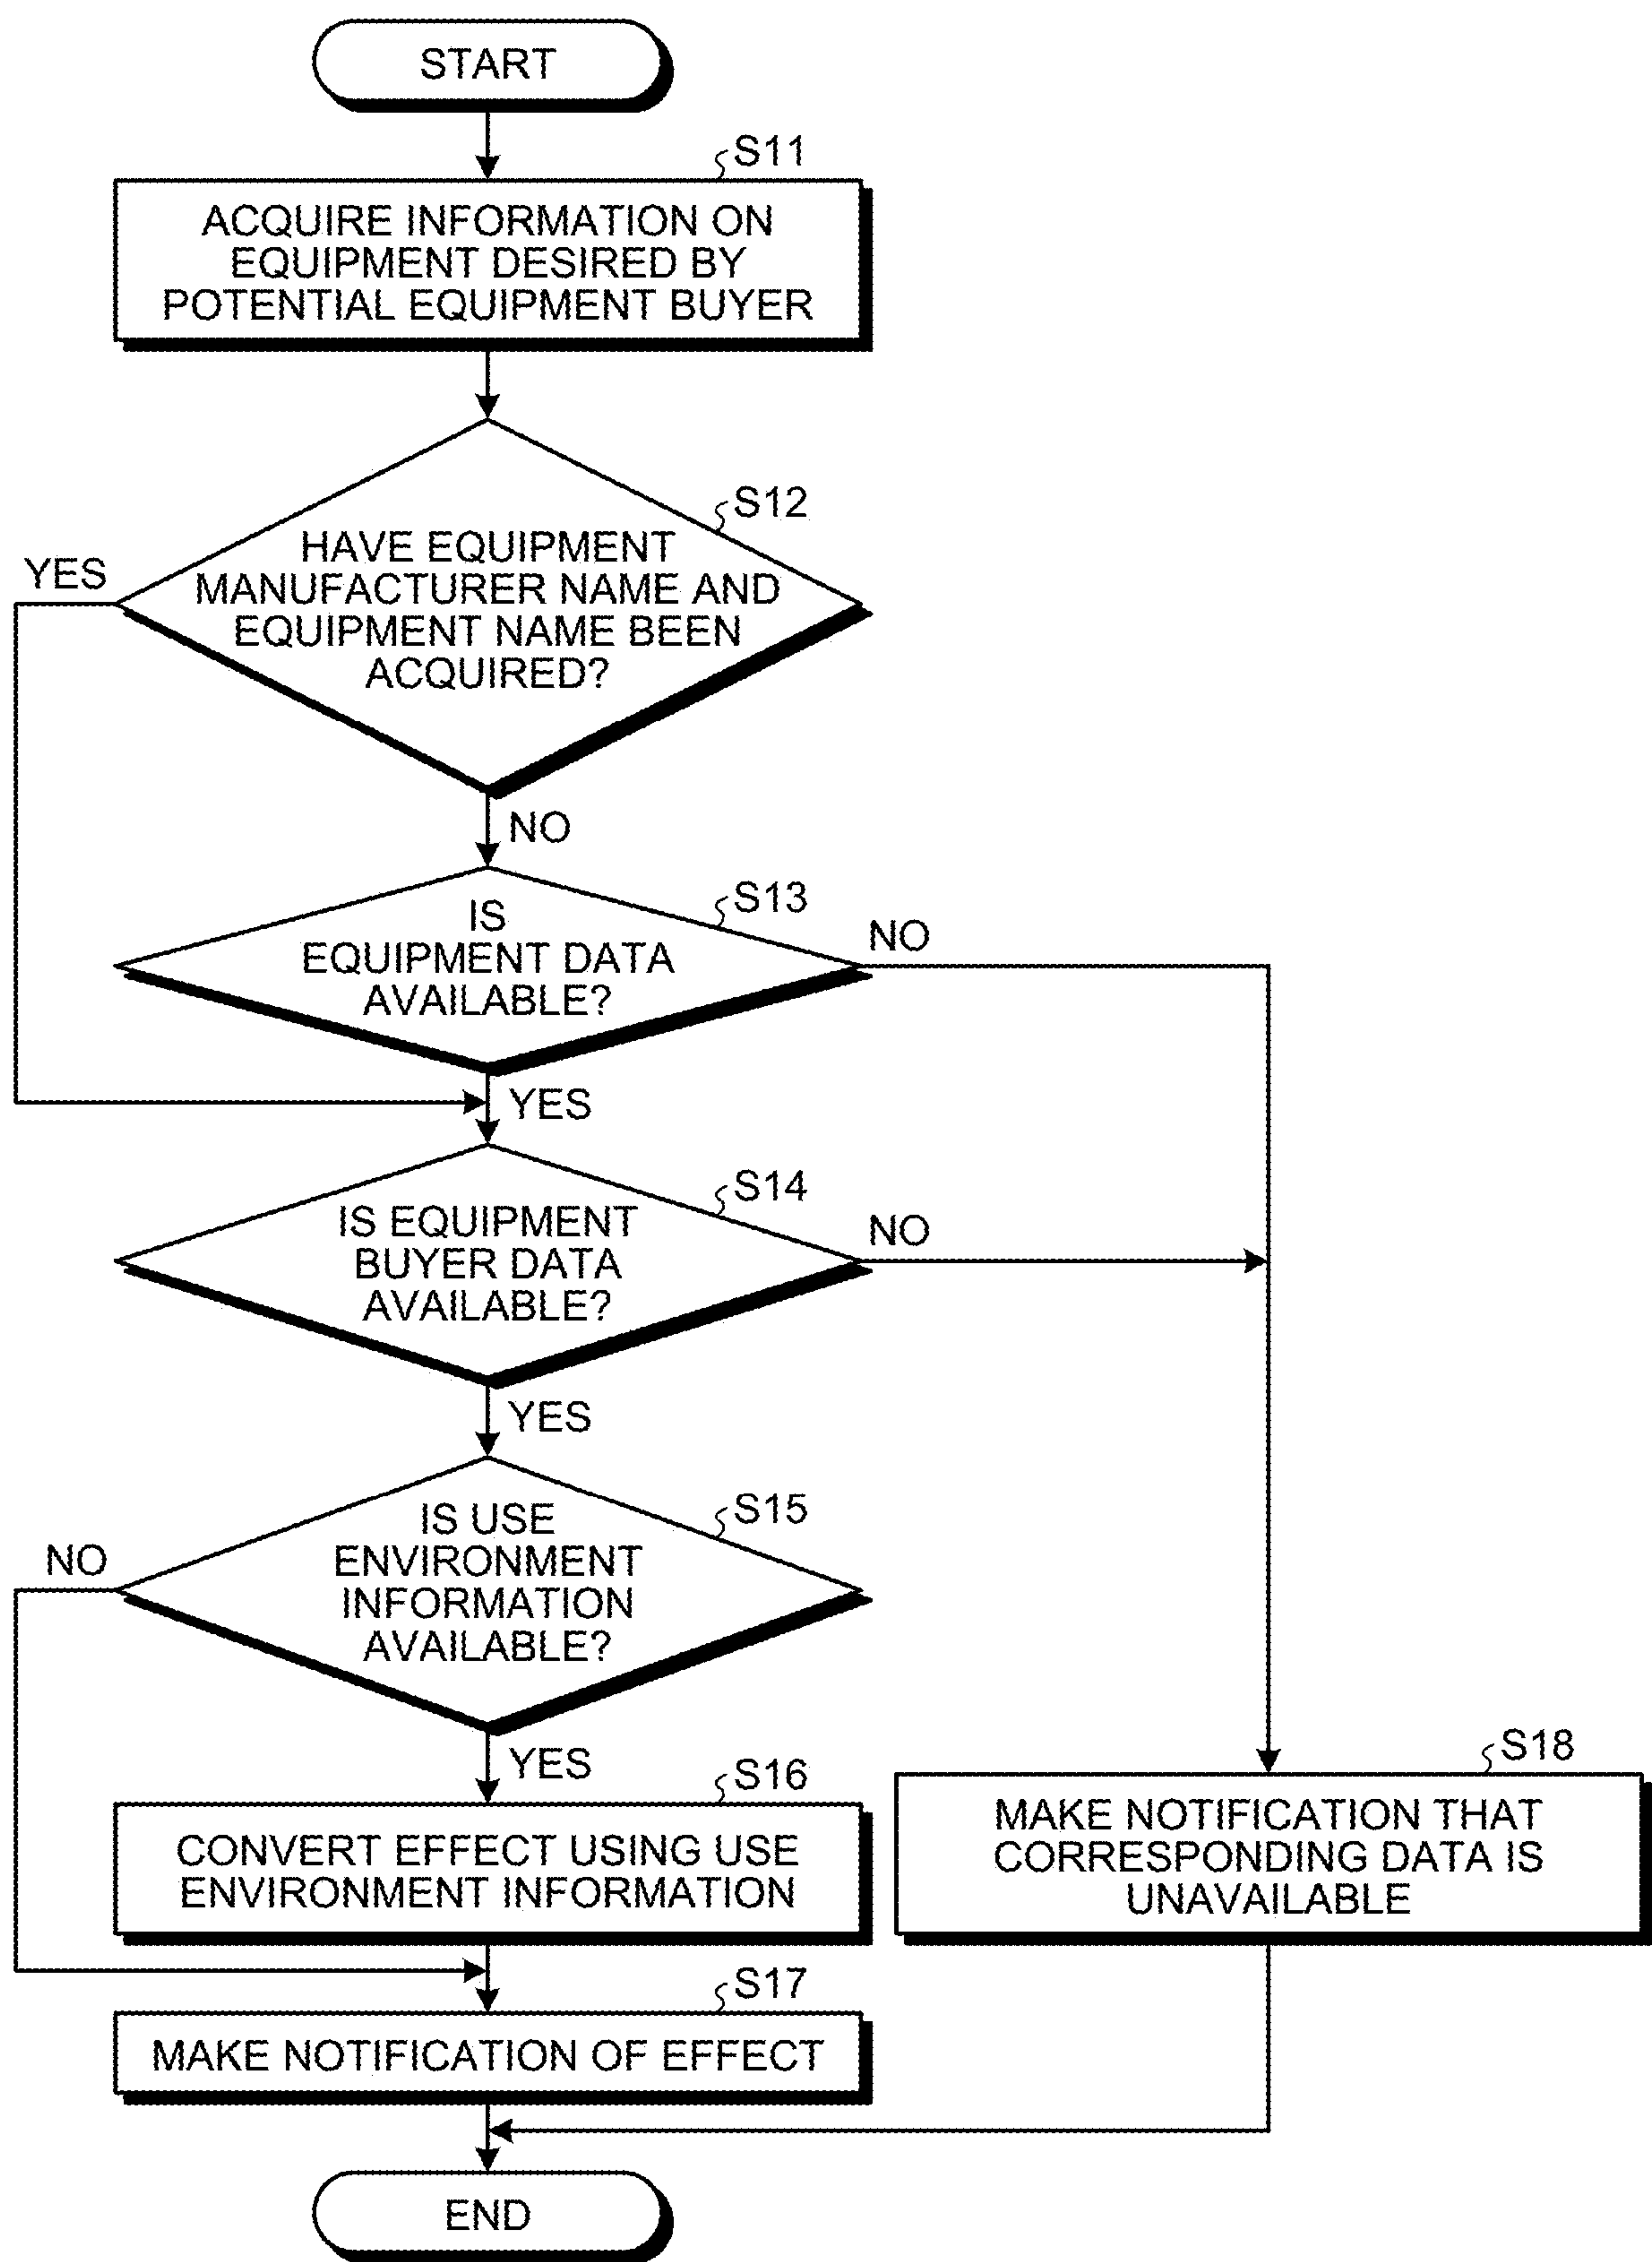 START
S11
ACQUIRE INFORMATION ON
EQUIPMENT DESIRED BY
POTENTIAL EQUIPMENT BUYER
S12
HAVE EQUIPMENT
MANUFACTURER NAME AND
EQUIPMENT NAME BEEN
ACQUIRED?
YES
NO
S13
IS
EQUIPMENT DATA
AVAILABLE?
NO
YES
S14
IS EQUIPMENT
BUYER DATA
AVAILABLE?
NO
YES
S15
IS USE
ENVIRONMENT
INFORMATION
AVAILABLE?
NO
YES
S16
CONVERT EFFECT USING USE
ENVIRONMENT INFORMATION
S18
MAKE NOTIFICATION THAT
CORRESPONDING DATA IS
UNAVAILABLE
S17
MAKE NOTIFICATION OF EFFECT
END